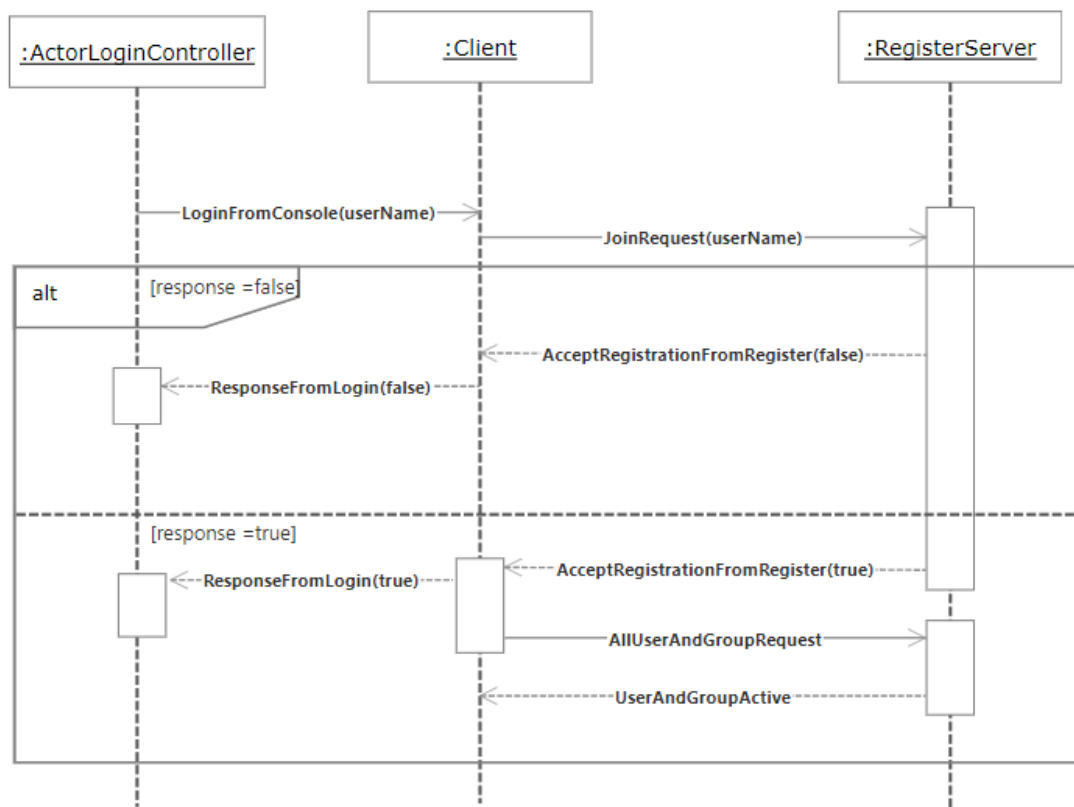 :ActorLoginController
:Client
:RegisterServer
LoginFromConsole(userName)
JoinRequest(userName)
alt
[response =false]
AcceptRegistrationFromRegister(false)
ResponseFromLogin(false)
[response =true]
AcceptRegistrationFromRegister(true)
ResponseFromLogin(true)
AllUserAndGroupRequest
UserAndGroupActive